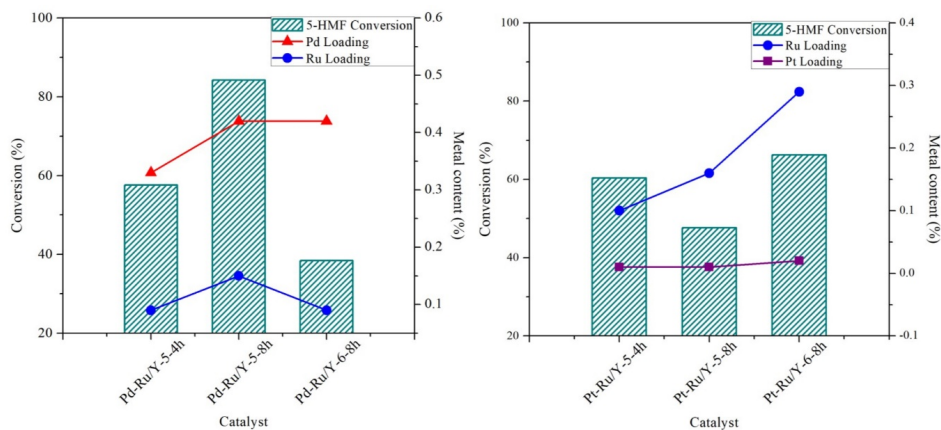 100
80
60
40
20
Conversion (%)
5-HMF Conversion
Pd Loading
Ru Loading
0.6
0.5
0.4
0.3
0.2
0.1
Metal content (%)
Pd-Ru/Y-5-4h
Pd-Ru/Y-5-8h
Pd-Ru/Y-6-8h
Catalyst
100
80
60
40
20
Conversion (%)
5-HMF Conversion
Ru Loading
Pt Loading
0.4
0.3
0.2
0.1
0.0
-0.1
Metal content (%)
Pt-Ru/Y-5-4h
Pt-Ru/Y-5-8h
Pt-Ru/Y-6-8h
Catalyst